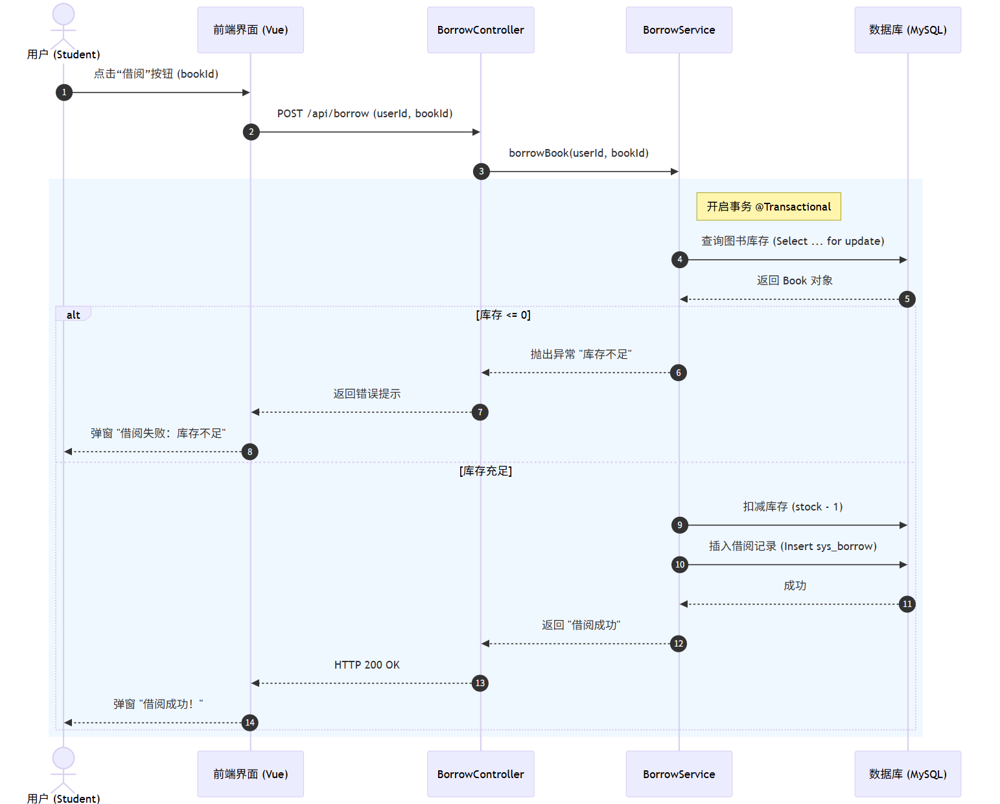 用户 (Student)
前端界面 (Vue)
BorrowController
BorrowService
数据库 (MySQL)
点击“借阅”按钮 (bookId)
1
POST /api/borrow (userId, bookId)
2
borrowBook(userId, bookId)
3
开启事务 @Transactional
查询图书库存 (Select ... for update)
4
返回 Book 对象
5
alt
[库存 <= 0]
抛出异常 "库存不足"
6
返回错误提示
7
弹窗 "借阅失败：库存不足"
8
[库存充足]
扣减库存 (stock - 1)
9
插入借阅记录 (Insert sys_borrow)
10
成功
11
返回 "借阅成功"
12
HTTP 200 OK
13
弹窗 "借阅成功！"
14
用户 (Student)
前端界面 (Vue)
BorrowController
BorrowService
数据库 (MySQL)